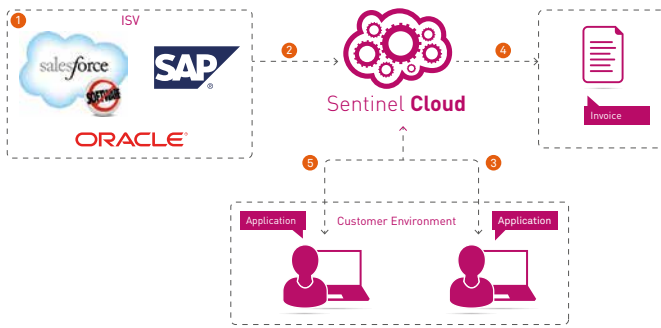 1
ISV
salesforce
SOFTWARE
SAP
®
ORACLE®
2
Sentinel Cloud
4
Invoice
5
3
Application
Customer Environment
Application